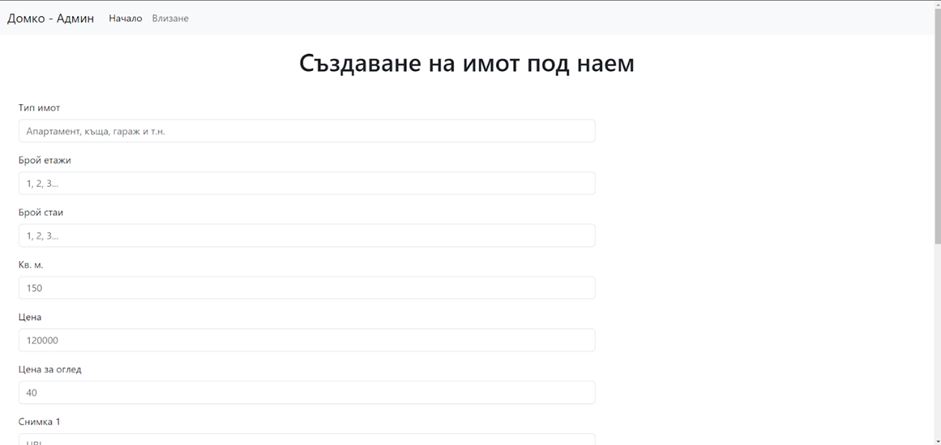 Домко - Админ Начало Влизане
Създаване на имот под наем
Тип имот
Апартамент, къща, гараж и т.н.
Брой етажи
1, 2, 3...
Брой стаи
1, 2, 3...
Кв. м.
150
Цена
120000
Цена за оглед
40
Снимка 1
URL